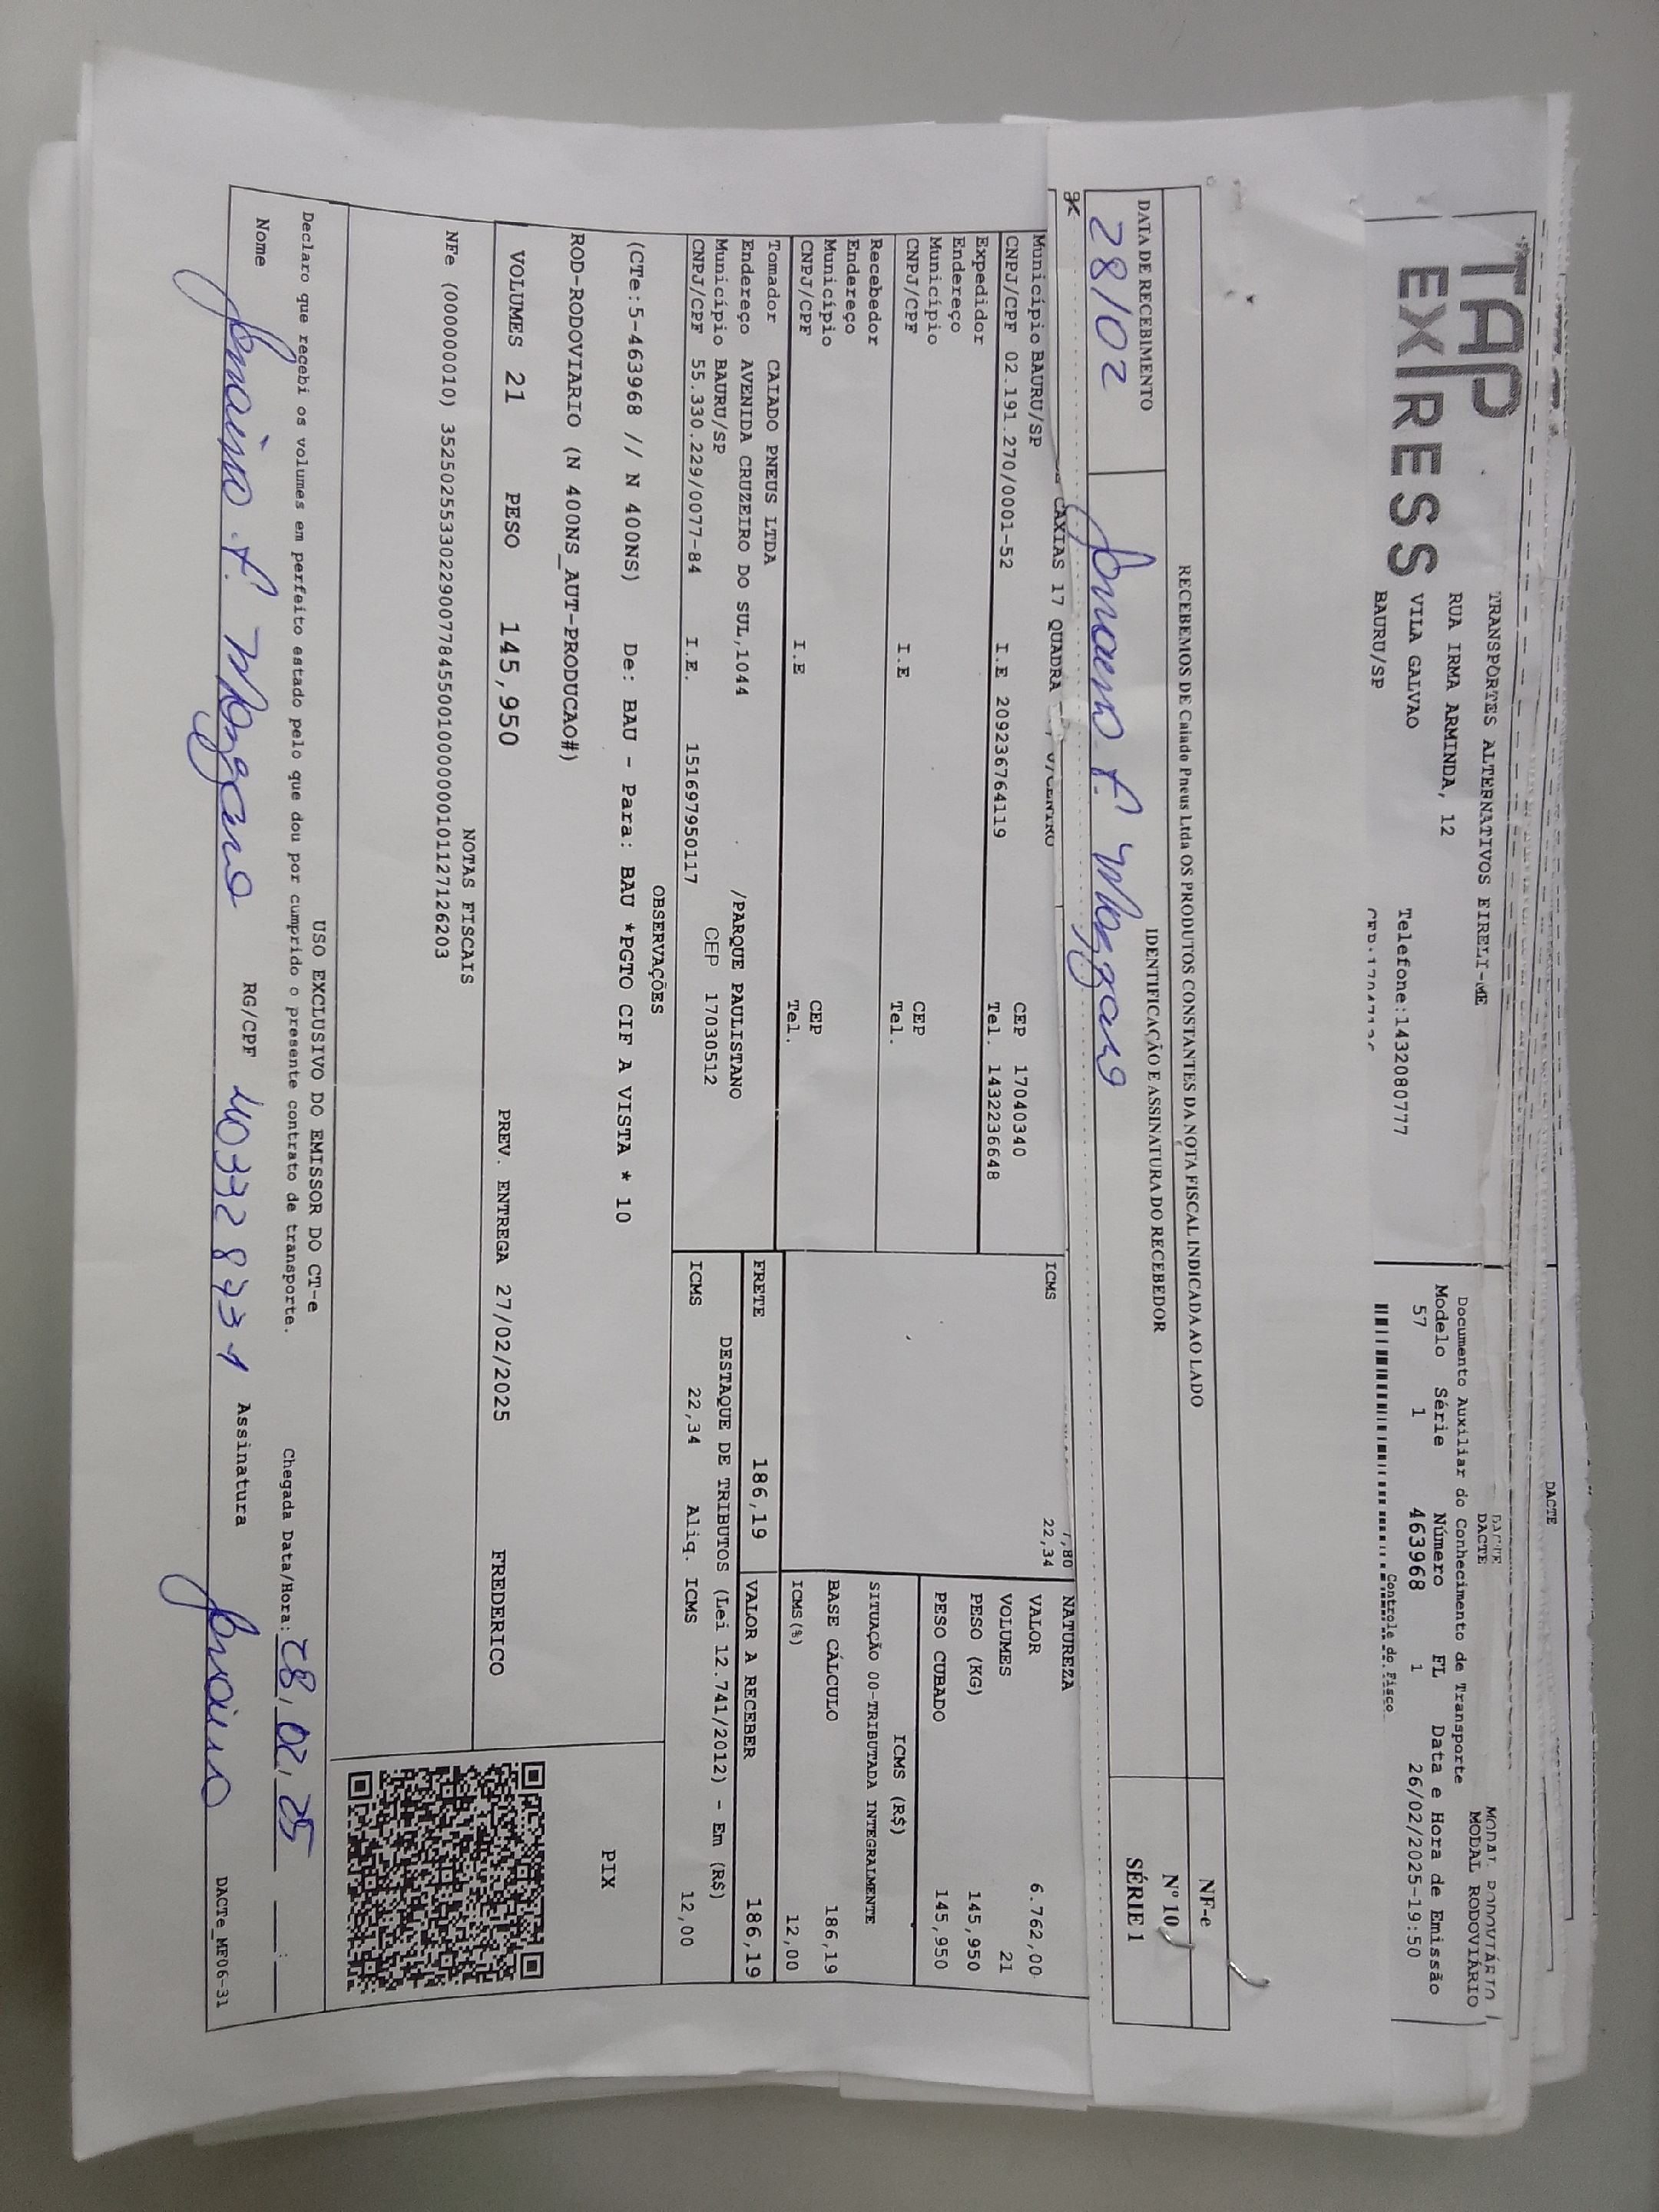 DACTE
TAP
EXPRESS
TRANSPORTES ALTERNATIVOS EIRELI-ME
RUA IRMA ARMINDA, 12
VILA GALVAO
BAURU/SP
Telefone:1432080777
DACTE
MODAL RODOVIÁRIO
Documento Auxiliar do Conhecimento de Transporte
Modelo Série Número FL Data e Hora de Emissão
57 1 463968 1 26/02/2025-19:50
Controle do Fisco
RECEBEMOS DE Caiado Pneus Ltda OS PRODUTOS CONSTANTES DA NOTA FISCAL INDICADA AO LADO
DATA DE RECEBIMENTO
28/02
IDENTIFICAÇÃO E ASSINATURA DO RECEBEDOR
NF-e
Nº 10
SÉRIE 1
CAXIAS 17 QUADRA
Município BAURU/SP CEP 17040340
CNPJ/CPF 02.191.270/0001-52 I.E 209236764119 Tel. 1432236648
Expedidor
Endereço
Município CEP
CNPJ/CPF I.E Tel.
Recebedor
Endereço
Município CEP
CNPJ/CPF I.E Tel.
Tomador CAIADO PNEUS LTDA
Endereço AVENIDA CRUZEIRO DO SUL,1044 /PARQUE PAULISTANO
Município BAURU/SP CEP 17030512
CNPJ/CPF 55.330.229/0077-84 I.E. 151697950117
ICMS 22,34
NATUREZA
VALOR 6.762,00
VOLUMES 21
PESO (KG) 145,950
PESO CUBADO 145,950
ICMS (R$)
SITUAÇÃO 00-TRIBUTADA INTEGRALMENTE
BASE CÁLCULO 186,19
ICMS(%) 12,00
FRETE 186,19 VALOR A RECEBER 186,19
DESTAQUE DE TRIBUTOS (Lei 12.741/2012) - Em (R$)
ICMS 22,34 Aliq. ICMS 12,00
OBSERVAÇÕES
(CTe:5-463968 // N 400NS) De: BAU - Para: BAU *PGTO CIF A VISTA * 10
ROD-RODOVIARIO (N 400NS_AUT-PRODUCAO#)
PIX
VOLUMES 21 PESO 145,950 PREV. ENTREGA 27/02/2025 FREDERICO
NOTAS FISCAIS
NFe (000000010) 35250255330229007784550010000000101127126203
USO EXCLUSIVO DO EMISSOR DO CT-e
Declaro que recebi os volumes em perfeito estado pelo que dou por cumprido o presente contrato de transporte. Chegada Data/Hora: 28/02/25 __:__
Nome RG/CPF Assinatura
DACTe_MF06-31